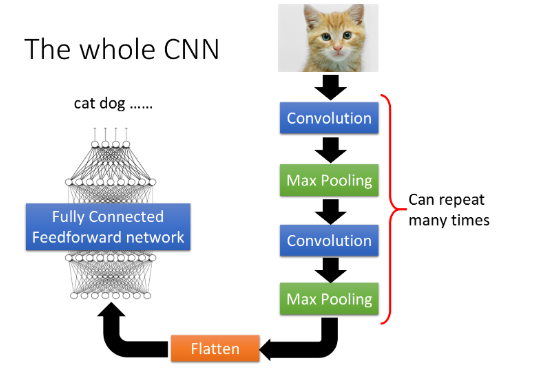 The whole CNN
cat dog ……
Convolution
Max Pooling
Convolution
Max Pooling
Can repeat
many times
Flatten
Fully Connected
Feedforward network